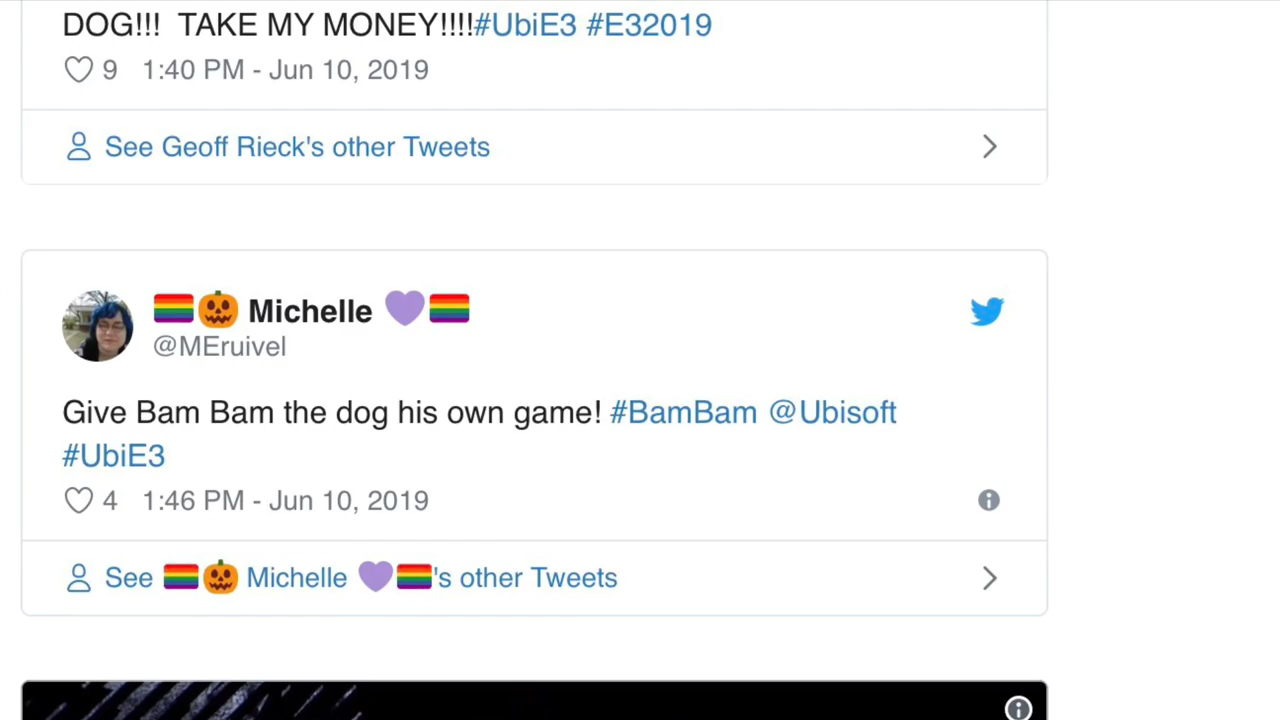 DOG!!! TAKE MY MONEY!!!!#UbiE3 #E32019
9 1:40 PM - Jun 10, 2019
See Geoff Rieck's other Tweets
🏳️‍🌈🎃 Michelle 💜🏳️‍🌈
@MEruivel
Give Bam Bam the dog his own game! #BamBam @Ubisoft
#UbiE3
4 1:46 PM - Jun 10, 2019
See 🏳️‍🌈🎃 Michelle 💜🏳️‍🌈's other Tweets